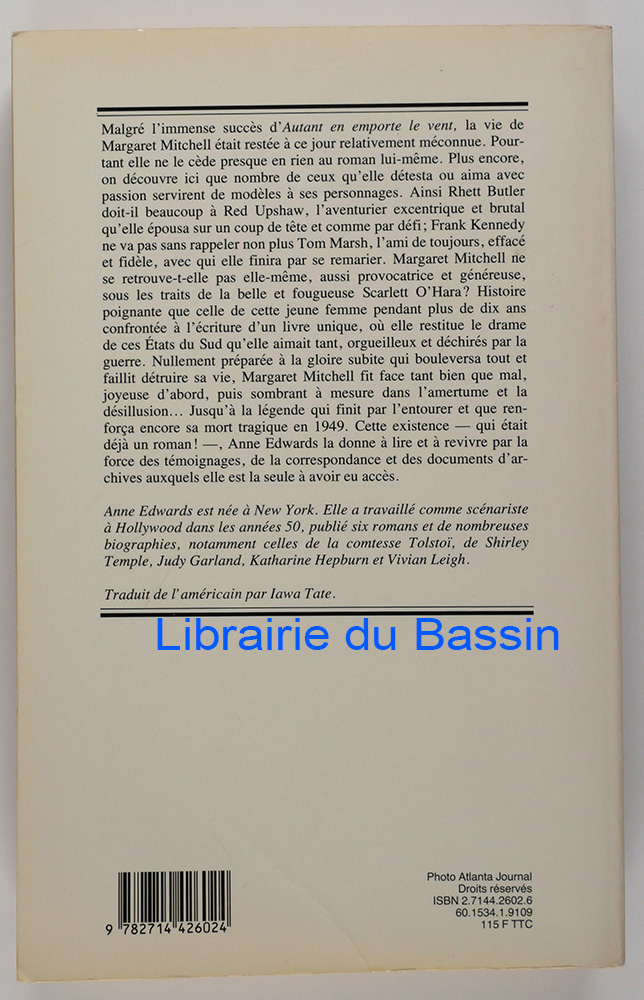 Malgré l'immense succès d'Autant en emporte le vent, la vie de
Margaret Mitchell était restée à ce jour relativement méconnue. Pour-
tant elle ne le cède presque en rien au roman lui-même. Plus encore,
on découvre ici que nombre de ceux qu'elle détesta ou aima avec
passion servirent de modèles à ses personnages. Ainsi Rhett Butler
doit-il beaucoup à Red Upshaw, l'aventurier excentrique et brutal
qu'elle épousa sur un coup de tête et comme par défi; Frank Kennedy
ne va pas sans rappeler non plus Tom Marsh, l'ami de toujours, effacé
et fidèle, avec qui elle finira par se remarier. Margaret Mitchell ne
se retrouve-t-elle pas elle-même, aussi provocatrice et généreuse,
sous les traits de la belle et fougueuse Scarlett O'Hara? Histoire
poignante que celle de cette jeune femme pendant plus de dix ans
confrontée à l'écriture d'un livre unique, où elle restitue le drame
de ces États du Sud qu'elle aimait tant, orgueilleux et déchirés par la
guerre. Nullement préparée à la gloire subite qui bouleversa tout et
faillit détruire sa vie, Margaret Mitchell fit face tant bien que mal,
joyeuse d'abord, puis sombrant à mesure dans l'amertume et la
désillusion... Jusqu'à la légende qui finit par l'entourer et que ren-
força encore sa mort tragique en 1949. Cette existence — qui était
déjà un roman! —, Anne Edwards la donne à lire et à revivre par la
force des témoignages, de la correspondance et des documents d'ar-
chives auxquels elle est la seule à avoir eu accès.
Anne Edwards est née à New York. Elle a travaillé comme scénariste
à Hollywood dans les années 50, publié six romans et de nombreuses
biographies, notamment celles de la comtesse Tolstoï, de Shirley
Temple, Judy Garland, Katharine Hepburn et Vivian Leigh.
Traduit de l'américain par Iawa Tate.
Librairie du Bassin
Photo Atlanta Journal
Droits réservés
ISBN 2.7144.2602.6
60.1534.1.9109
115 F TTC
9 782714 426024